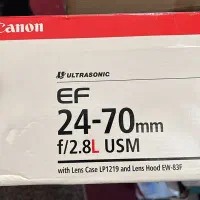 Canon
ULTRASONIC
EF
24-70mm
f/2.8L USM
with Lens Case LP1219 and Lens Hood EW-83F